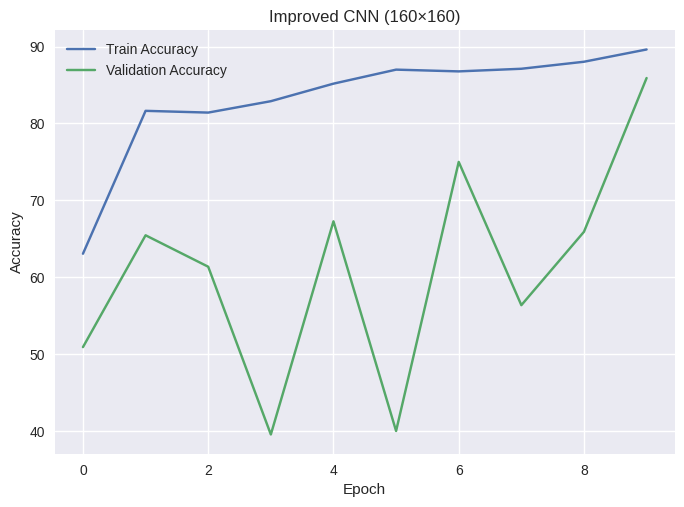 Improved CNN (160×160)
Train Accuracy
Validation Accuracy
90
80
70
60
50
40
Accuracy
0 2 4 6 8
Epoch